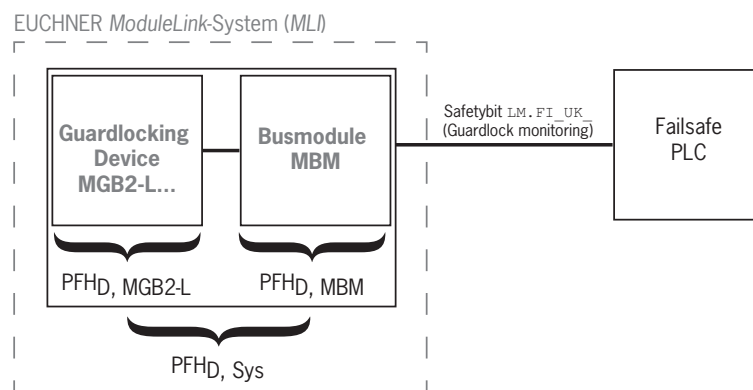 EUCHNER ModuleLink-System (MLI)
Guardlocking
Device
MGB2-L...
Busmodule
MBM
Safetybit LM.FI_UK_
(Guardlock monitoring)
Failsafe
PLC
PFHD, MGB2-L
PFHD, MBM
PFHD, Sys